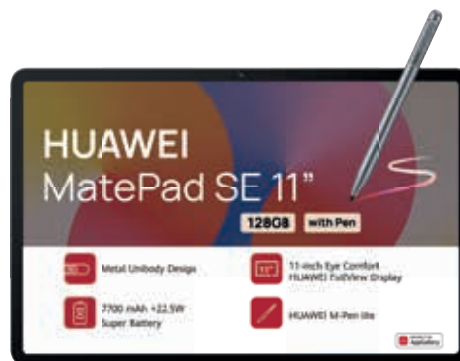 HUAWEI
MatePad SE 11”
128GB with Pen
Metal Unibody Design
11-inch Eye Comfort
HUAWEI FullView Display
7700 mAh +22.5W
Super Battery
HUAWEI M-Pen lite
AppGallery